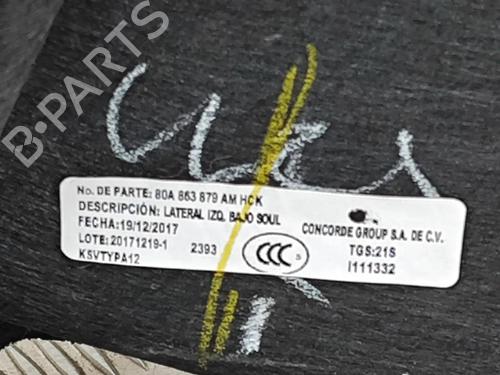 B-PARTS
No. DE PARTE: 80A 863 879 AM HCK
DESCRIPCIÓN: LATERAL IZQ. BAJO SOUL
FECHA:19/12/2017
LOTE: 20171219-1 2393
KSVTYPA12
CCC S
CONCORDE GROUP S.A. DE C.V.
TGS:21S
I111332